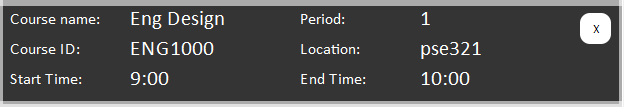 Course name: Eng Design Period: 1
X
Course ID: ENG1000 Location: pse321
Start Time: 9:00 End Time: 10:00